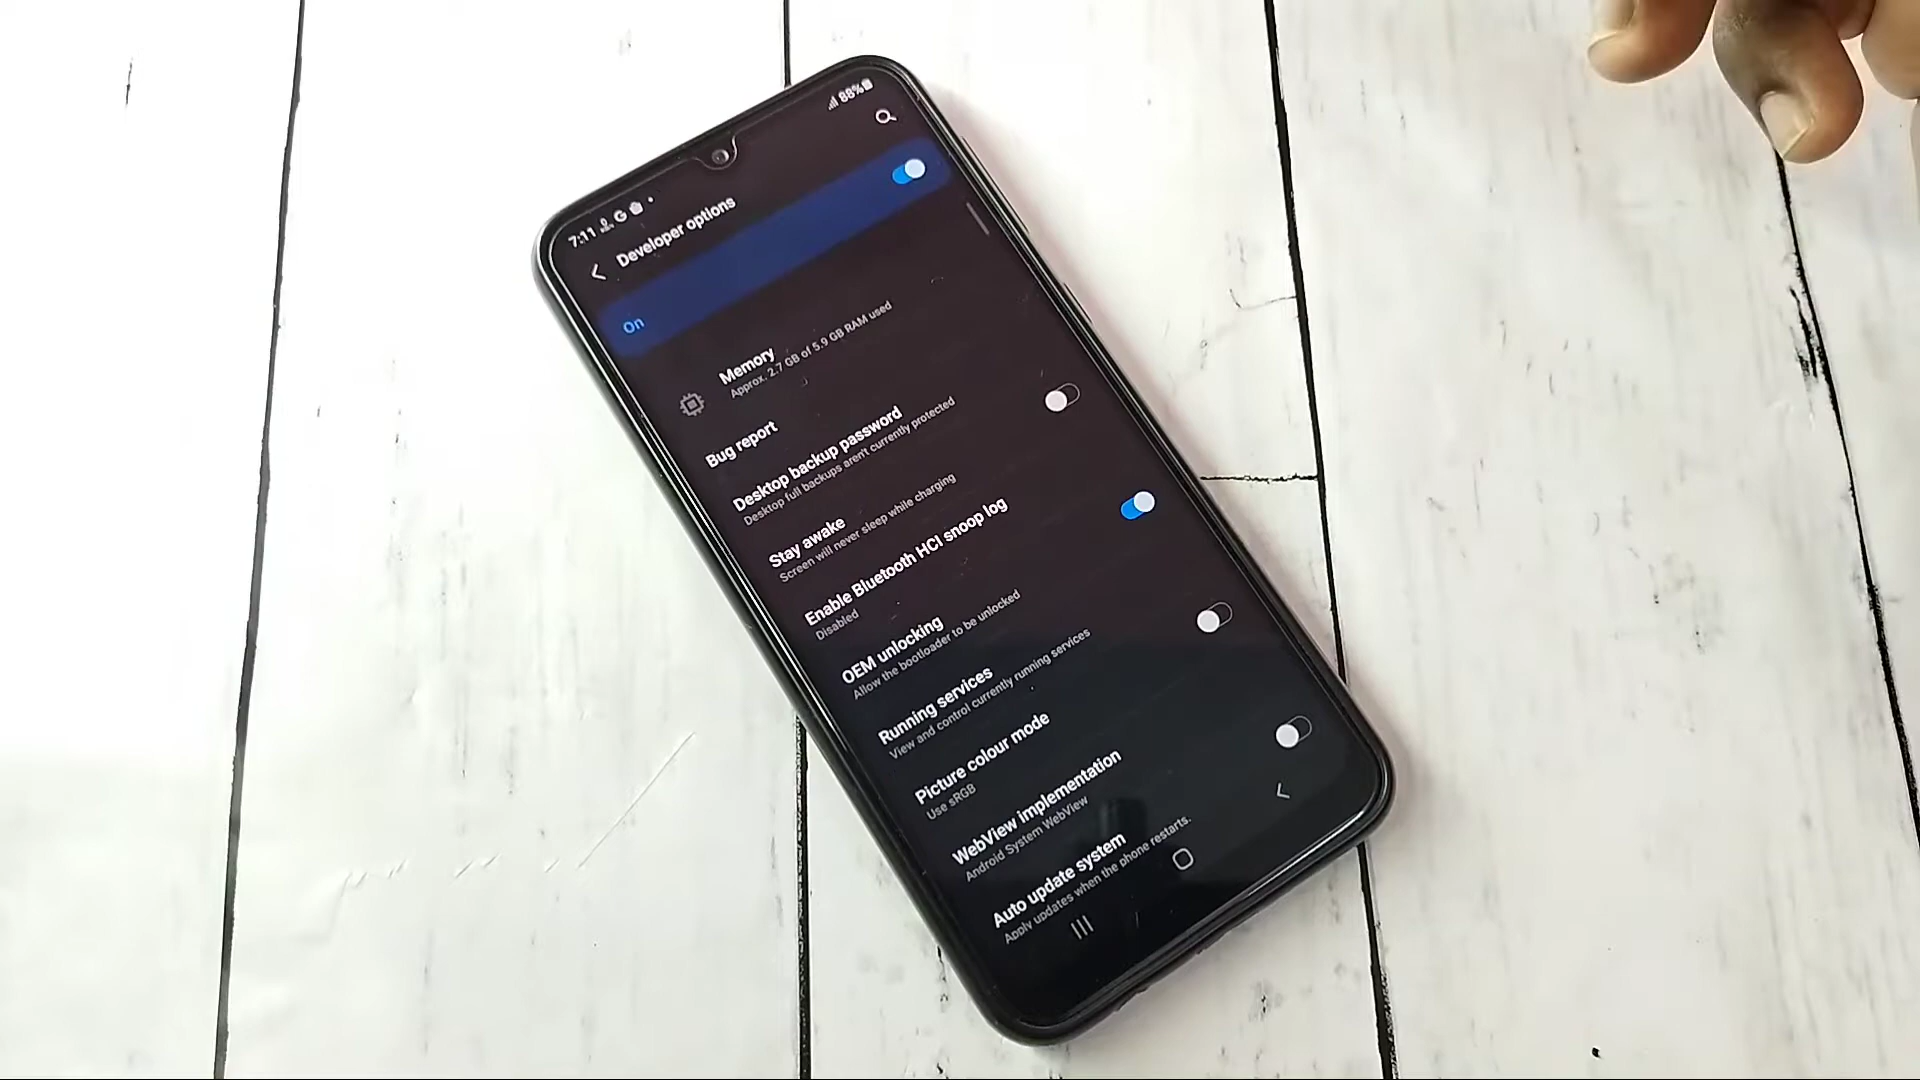 7:11
88%
Developer options
On
Memory
Approx. 2.7 GB of 5.9 GB RAM used
Bug report
Desktop backup password
Desktop full backups aren't currently protected
Stay awake
Screen will never sleep while charging
Enable Bluetooth HCI snoop log
Disabled
OEM unlocking
Allow the bootloader to be unlocked
Running services
View and control currently running services
Picture colour mode
Use sRGB
WebView implementation
Android System WebView
Auto update system
Apply updates when the phone restarts.